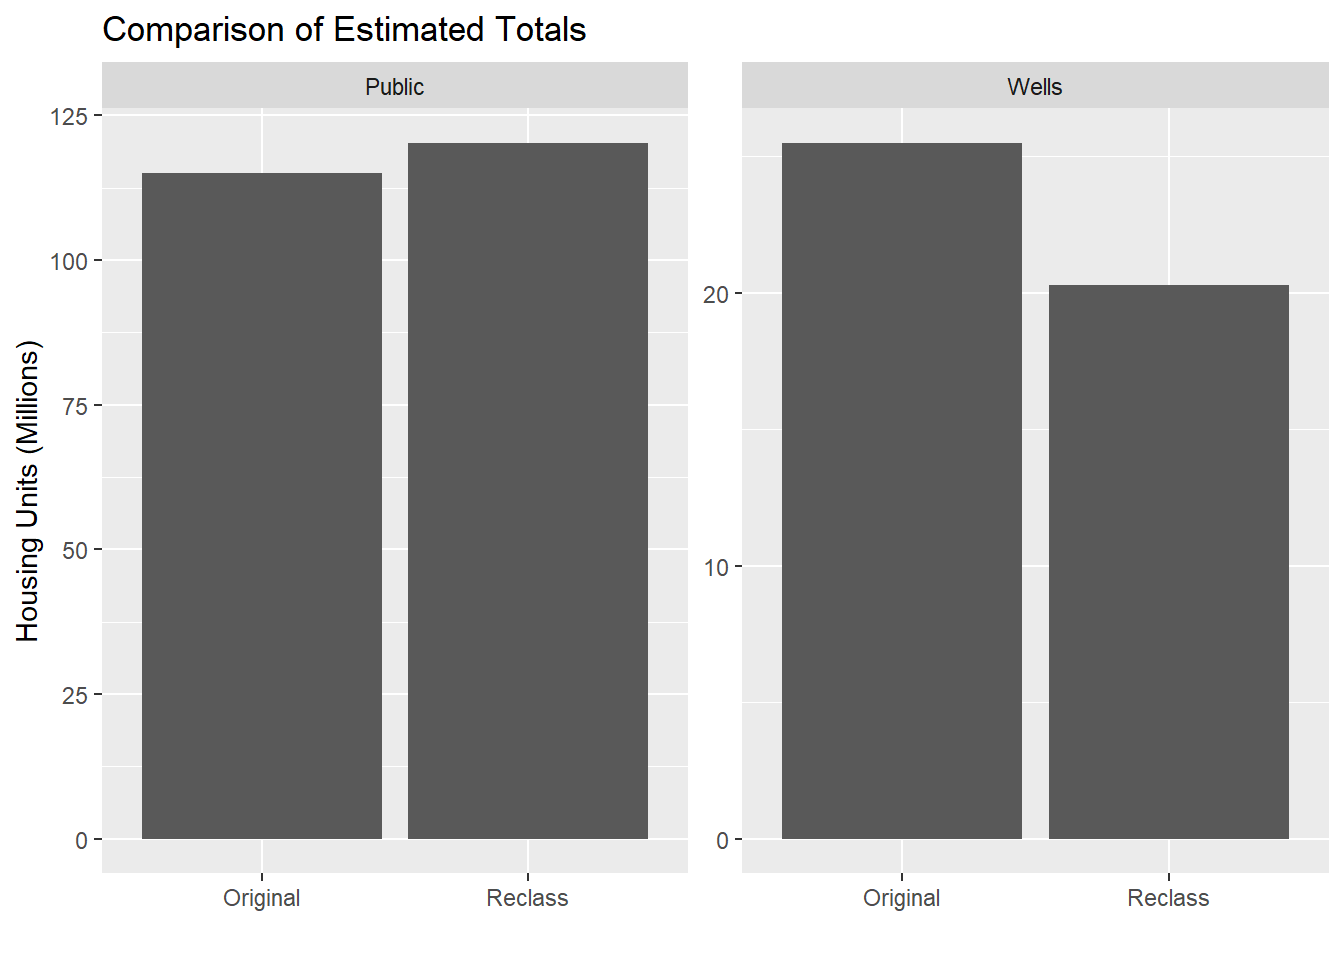 Comparison of Estimated Totals
Public
Wells
Housing Units (Millions)
125
100
75
50
25
0
20
10
0
Original
Reclass
Original
Reclass